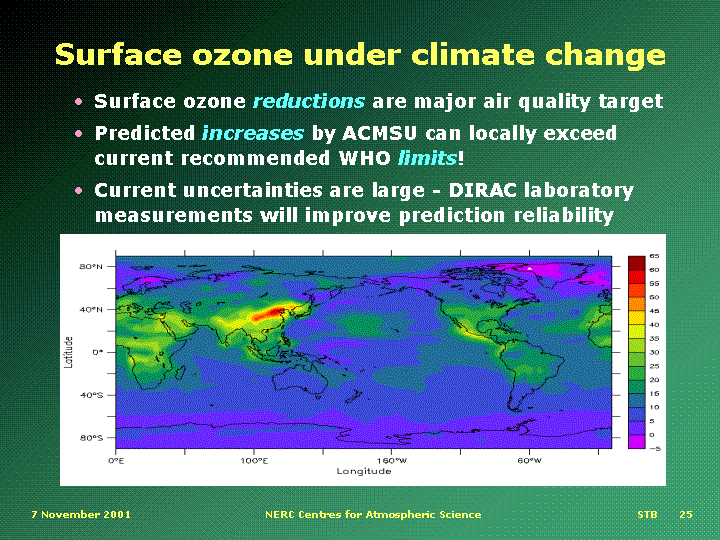 Surface ozone under climate change
• Surface ozone reductions are major air quality target
• Predicted increases by ACMSU can locally exceed
current recommended WHO limits!
• Current uncertainties are large - DIRAC laboratory
measurements will improve prediction reliability
65
60
55
50
45
40
35
30
25
20
15
10
5
0
-5
80°N
40°N
0°
40°S
80°S
Latitude
0°E 100°E 160°W 60°W
Longitude
7 November 2001 NERC Centres for Atmospheric Science STB 25